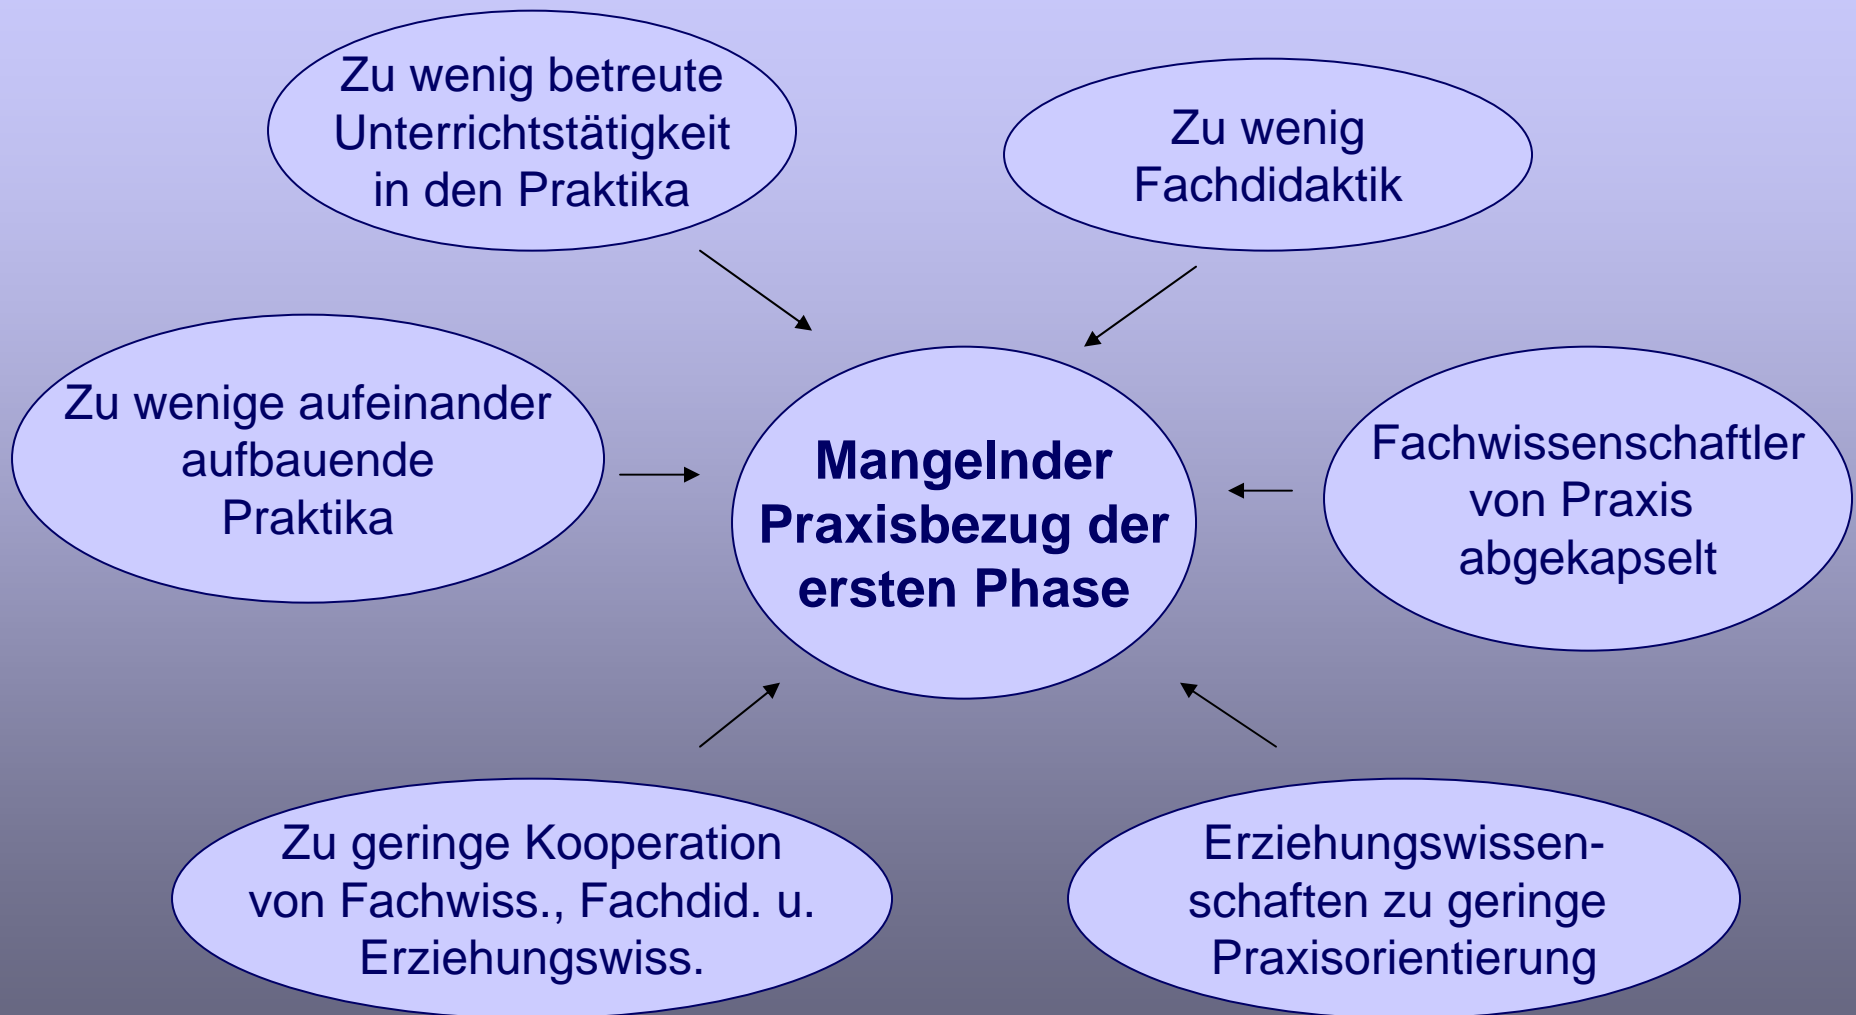 Zu wenig betreute
Unterrichtstätigkeit
in den Praktika
Zu wenig
Fachdidaktik
Zu wenige aufeinander
aufbauende
Praktika
Mangelnder
Praxisbezug der
ersten Phase
Fachwissenschaftler
von Praxis
abgekapselt
Zu geringe Kooperation
von Fachwiss., Fachdid. u.
Erziehungswiss.
Erziehungswissen-
schaften zu geringe
Praxisorientierung